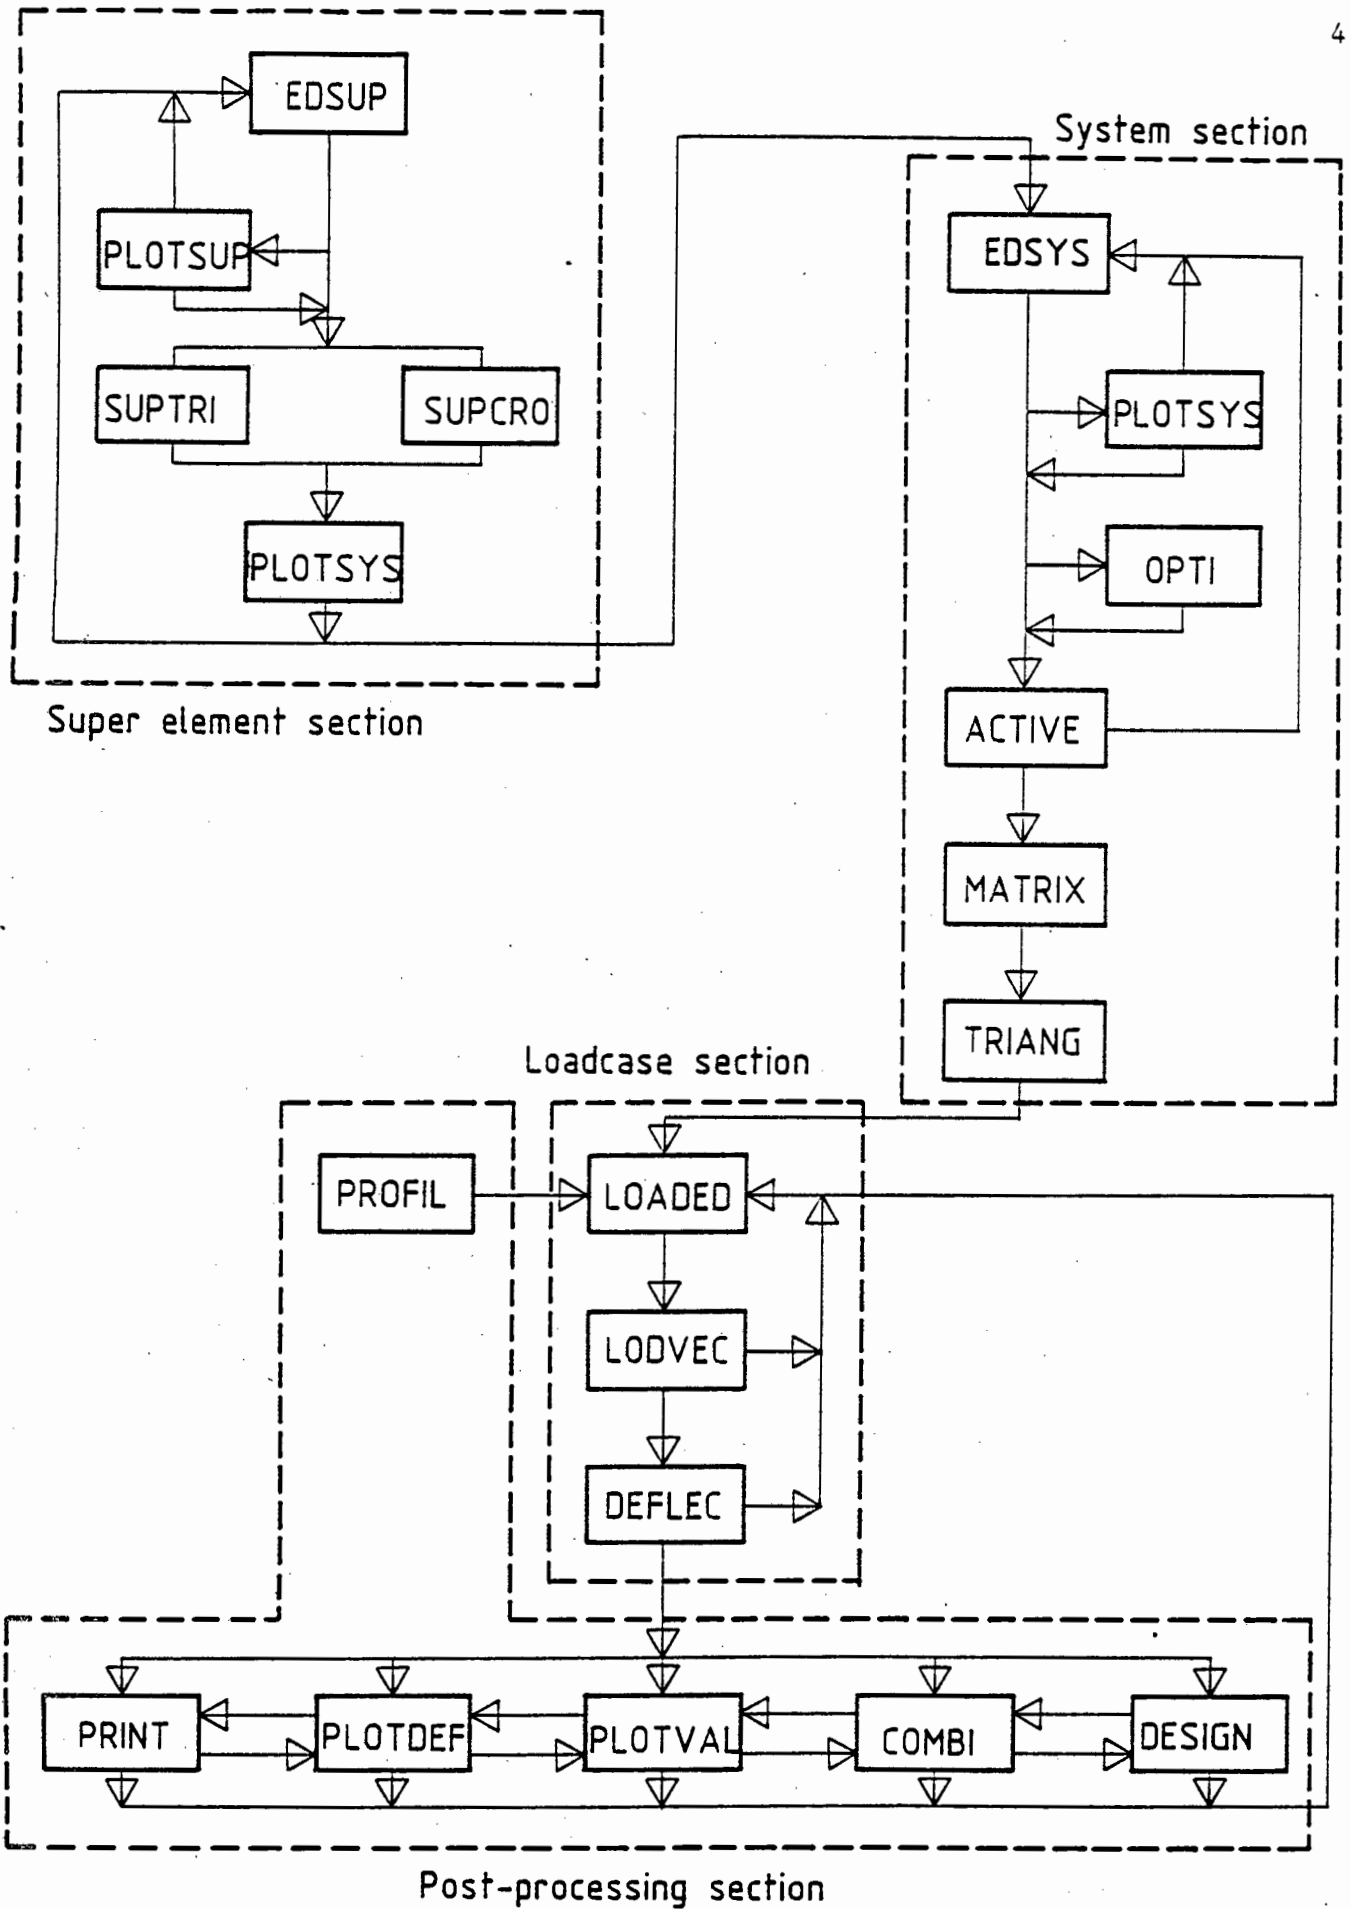 4
EDSUP
PLOTSUP
SUPTRI
SUPCRO
PLOTSYS
Super element section
System section
EDSYS
PLOTSYS
OPTI
ACTIVE
MATRIX
TRIANG
Loadcase section
PROFIL
LOADED
LODVEC
DEFLEC
PRINT
PLOTDEF
PLOTVAL
COMBI
DESIGN
Post-processing section